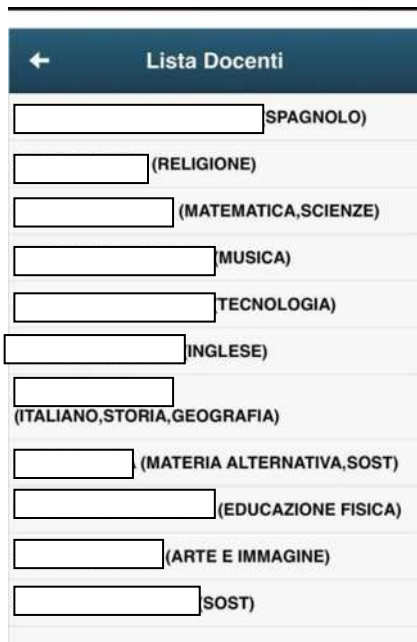 Lista Docenti
SPAGNOLO)
(RELIGIONE)
(MATEMATICA,SCIENZE)
(MUSICA)
(TECNOLOGIA)
INGLESE)
(ITALIANO,STORIA,GEOGRAFIA)
(MATERIA ALTERNATIVA,SOST)
(EDUCAZIONE FISICA)
(ARTE E IMMAGINE)
(SOST)